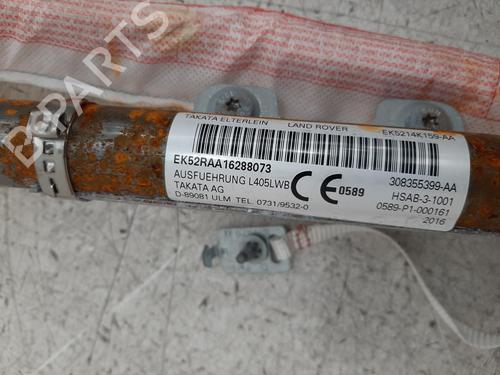 B-PARTS
TAKATA ELTERLEIN LAND ROVER EK5214K159-AA
EK52RAA16288073
AUSFUEHRUNG L405LWB CE 0589 308355399-AA
TAKATA AG HSAB-3-1001
D-89081 ULM TEL. 0731/9532-0 0589-P1-000161
2016